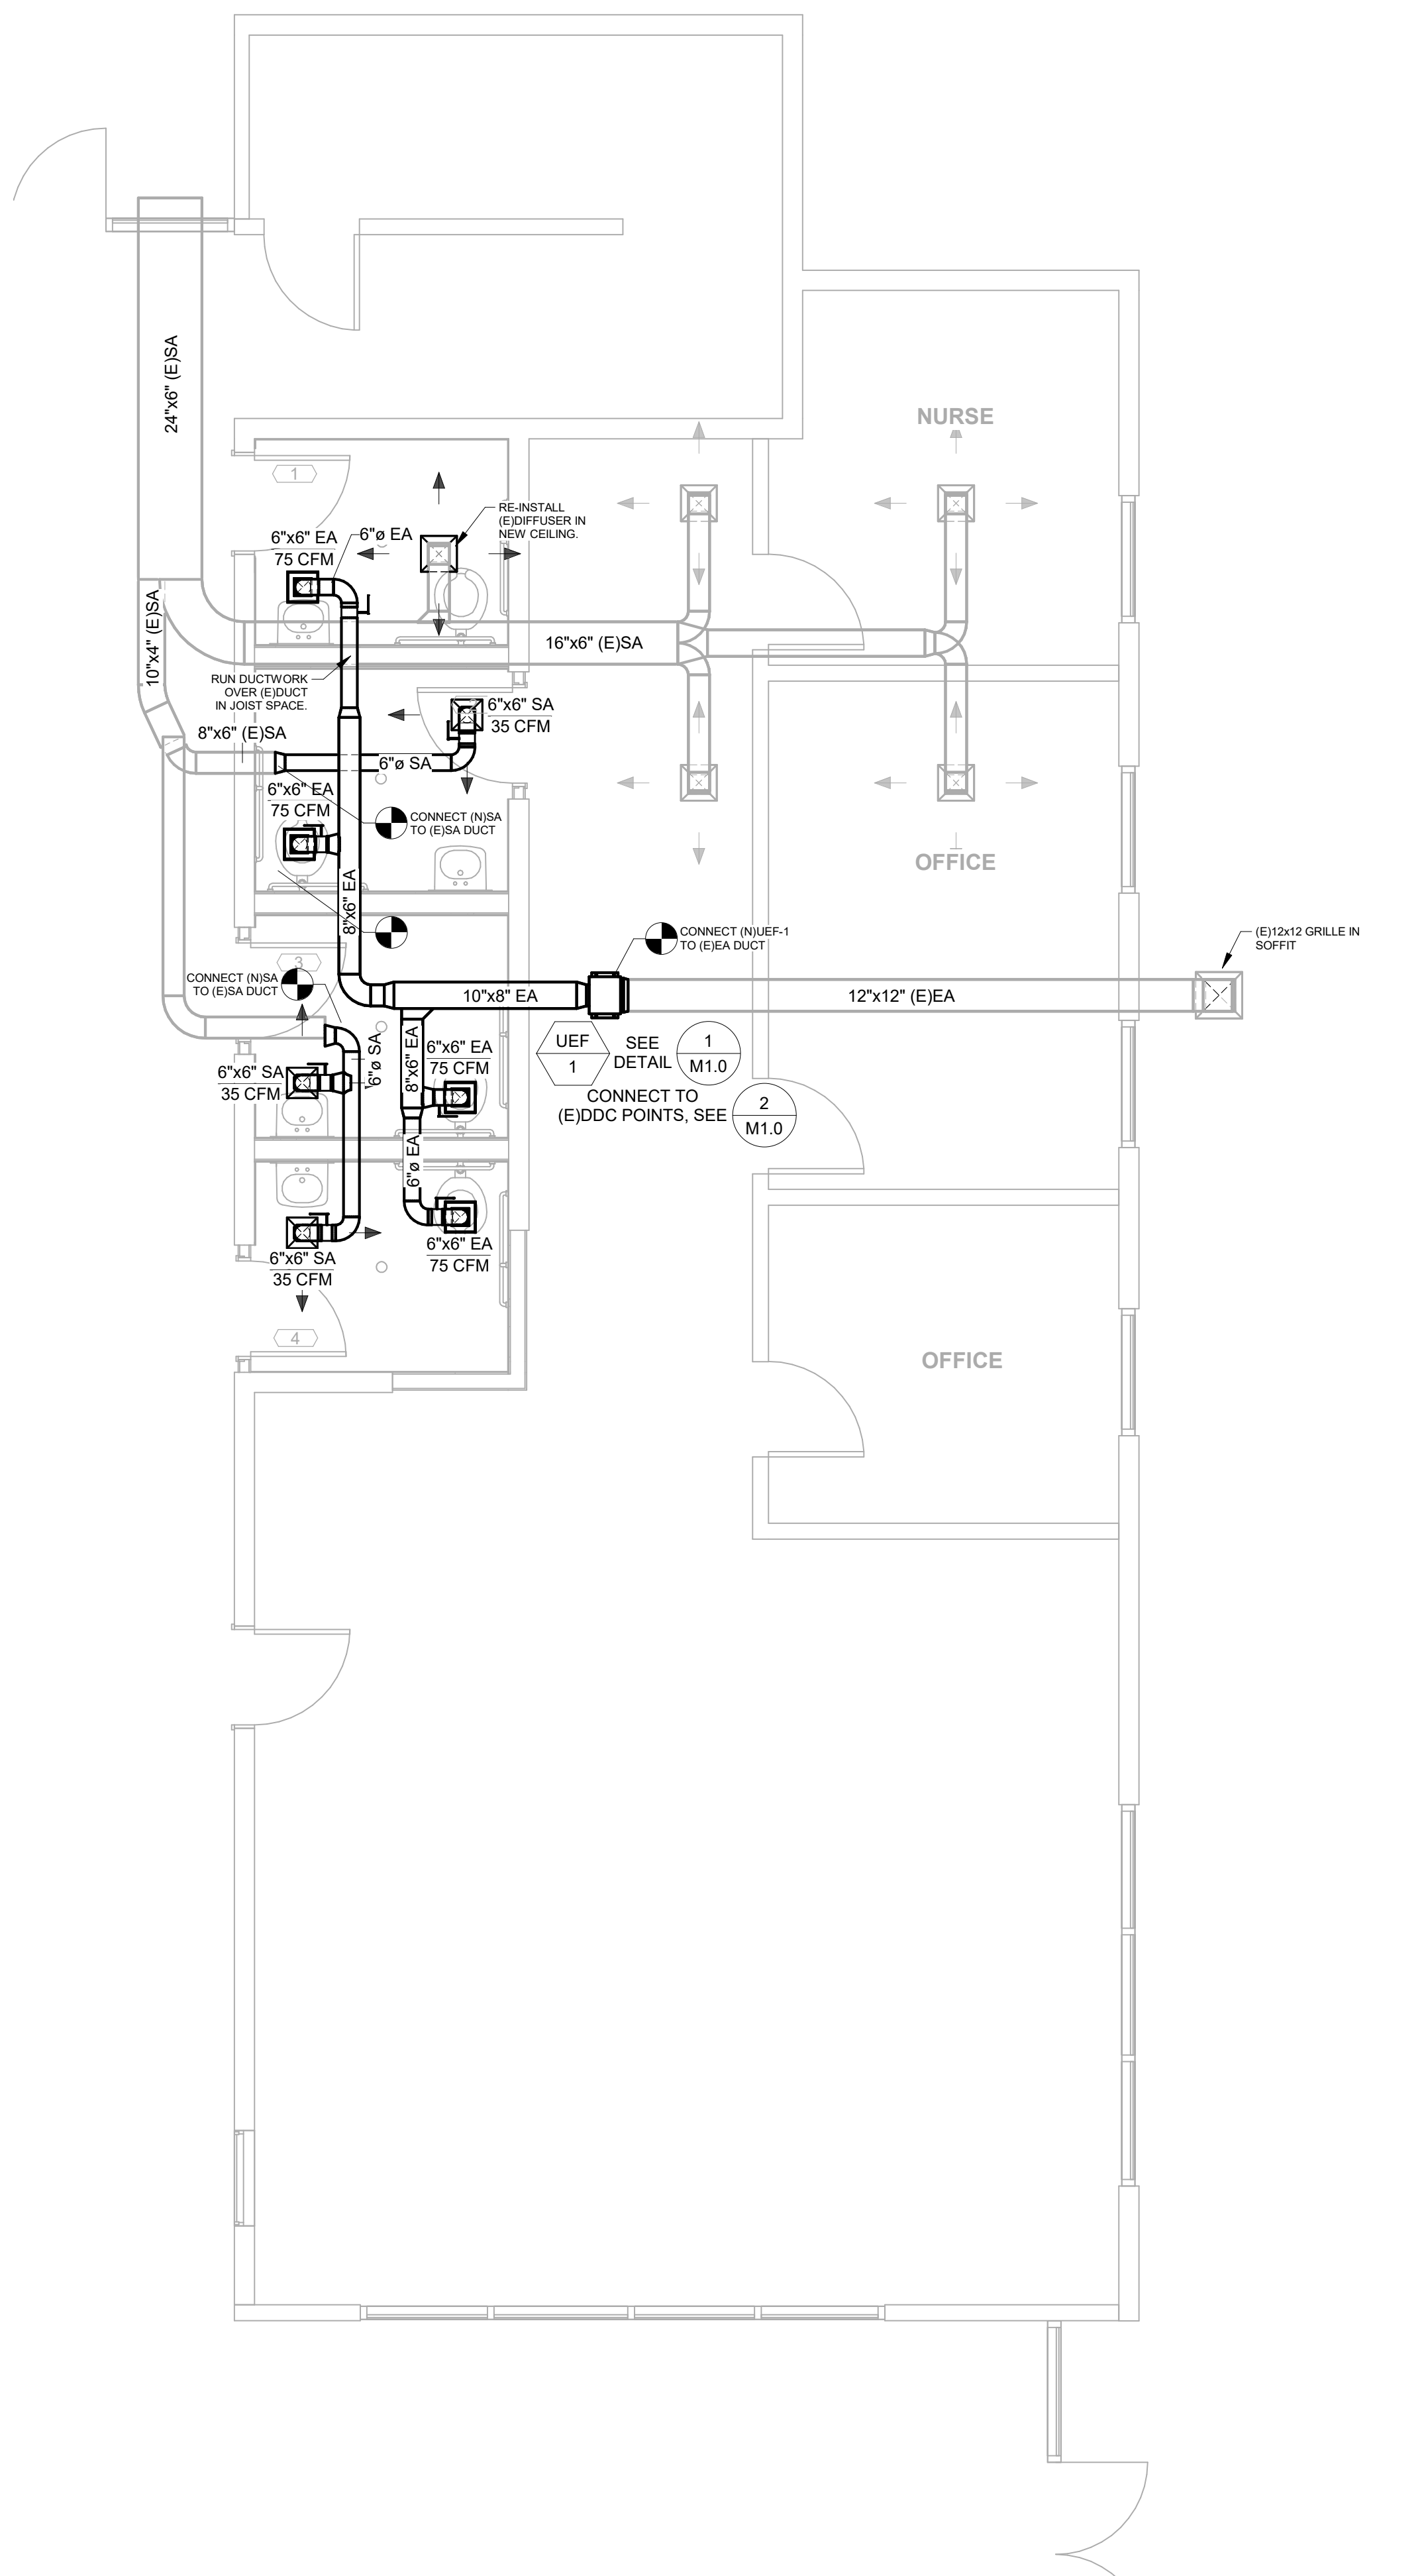 24"x6" (E)SA
NURSE
1
RE-INSTALL
(E)DIFFUSER IN
NEW CEILING.
6"x6" EA
75 CFM
6"ø EA
10"x4" (E)SA
16"x6" (E)SA
RUN DUCTWORK
OVER (E)DUCT
IN JOIST SPACE.
6"x6" SA
35 CFM
8"x6" (E)SA
6"ø SA
6"x6" EA
75 CFM
CONNECT (N)SA
TO (E)SA DUCT
OFFICE
8"x6" EA
CONNECT (N)UEF-1
TO (E)EA DUCT
(E)12x12 GRILLE IN
SOFFIT
3
CONNECT (N)SA
TO (E)SA DUCT
10"x8" EA
12"x12" (E)EA
UEF
1
SEE
DETAIL
1
M1.0
6"ø SA
8"x6" EA
6"x6" EA
75 CFM
6"x6" SA
35 CFM
CONNECT TO
(E)DDC POINTS, SEE
2
M1.0
6"ø EA
6"x6" EA
75 CFM
6"x6" SA
35 CFM
4
OFFICE